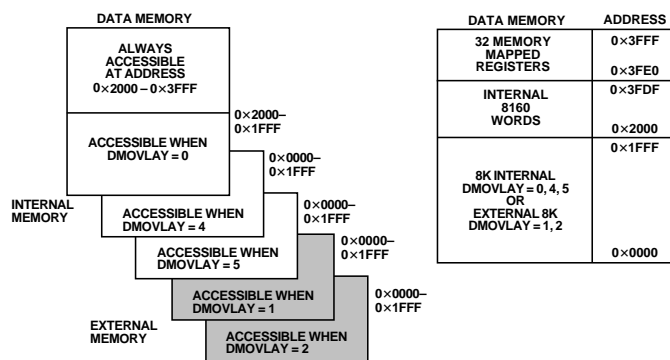 DATA MEMORY
ALWAYS
ACCESSIBLE
AT ADDRESS
0×2000 – 0×3FFF
0×2000–
0×1FFF
ACCESSIBLE WHEN
DMOVLAY = 0
0×0000–
0×1FFF
INTERNAL
MEMORY
ACCESSIBLE WHEN
DMOVLAY = 4
0×0000–
0×1FFF
ACCESSIBLE WHEN
DMOVLAY = 5
0×0000–
0×1FFF
ACCESSIBLE WHEN
DMOVLAY = 1
0×0000–
0×1FFF
EXTERNAL
MEMORY
ACCESSIBLE WHEN
DMOVLAY = 2
DATA MEMORY
ADDRESS
32 MEMORY
MAPPED
REGISTERS
0×3FFF
0×3FE0
INTERNAL
8160
WORDS
0×3FDF
0×2000
8K INTERNAL
DMOVLAY = 0, 4, 5
OR
EXTERNAL 8K
DMOVLAY = 1, 2
0×1FFF
0×0000